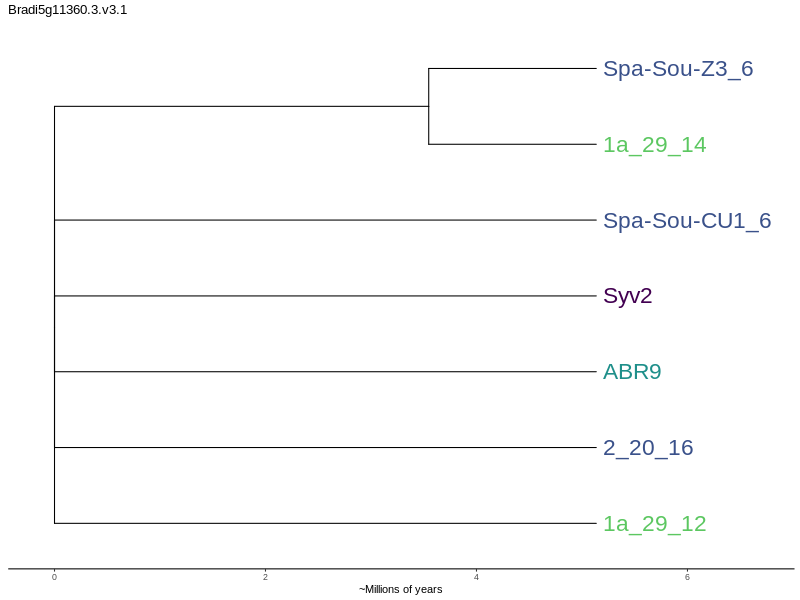 Bradi5g11360.3.v3.1
Spa-Sou-Z3_6
1a_29_14
Spa-Sou-CU1_6
Syv2
ABR9
2_20_16
1a_29_12
0 2 4 6
~Millions of years